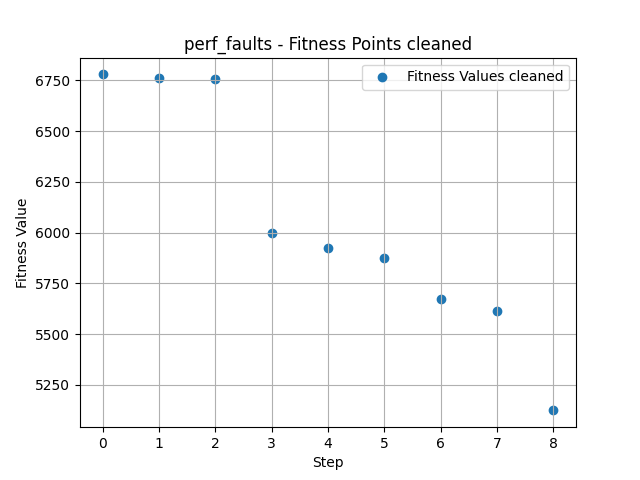 perf_faults - Fitness Points cleaned
Fitness Values cleaned
6750
6500
6250
6000
5750
5500
5250
Fitness Value
0 1 2 3 4 5 6 7 8
Step